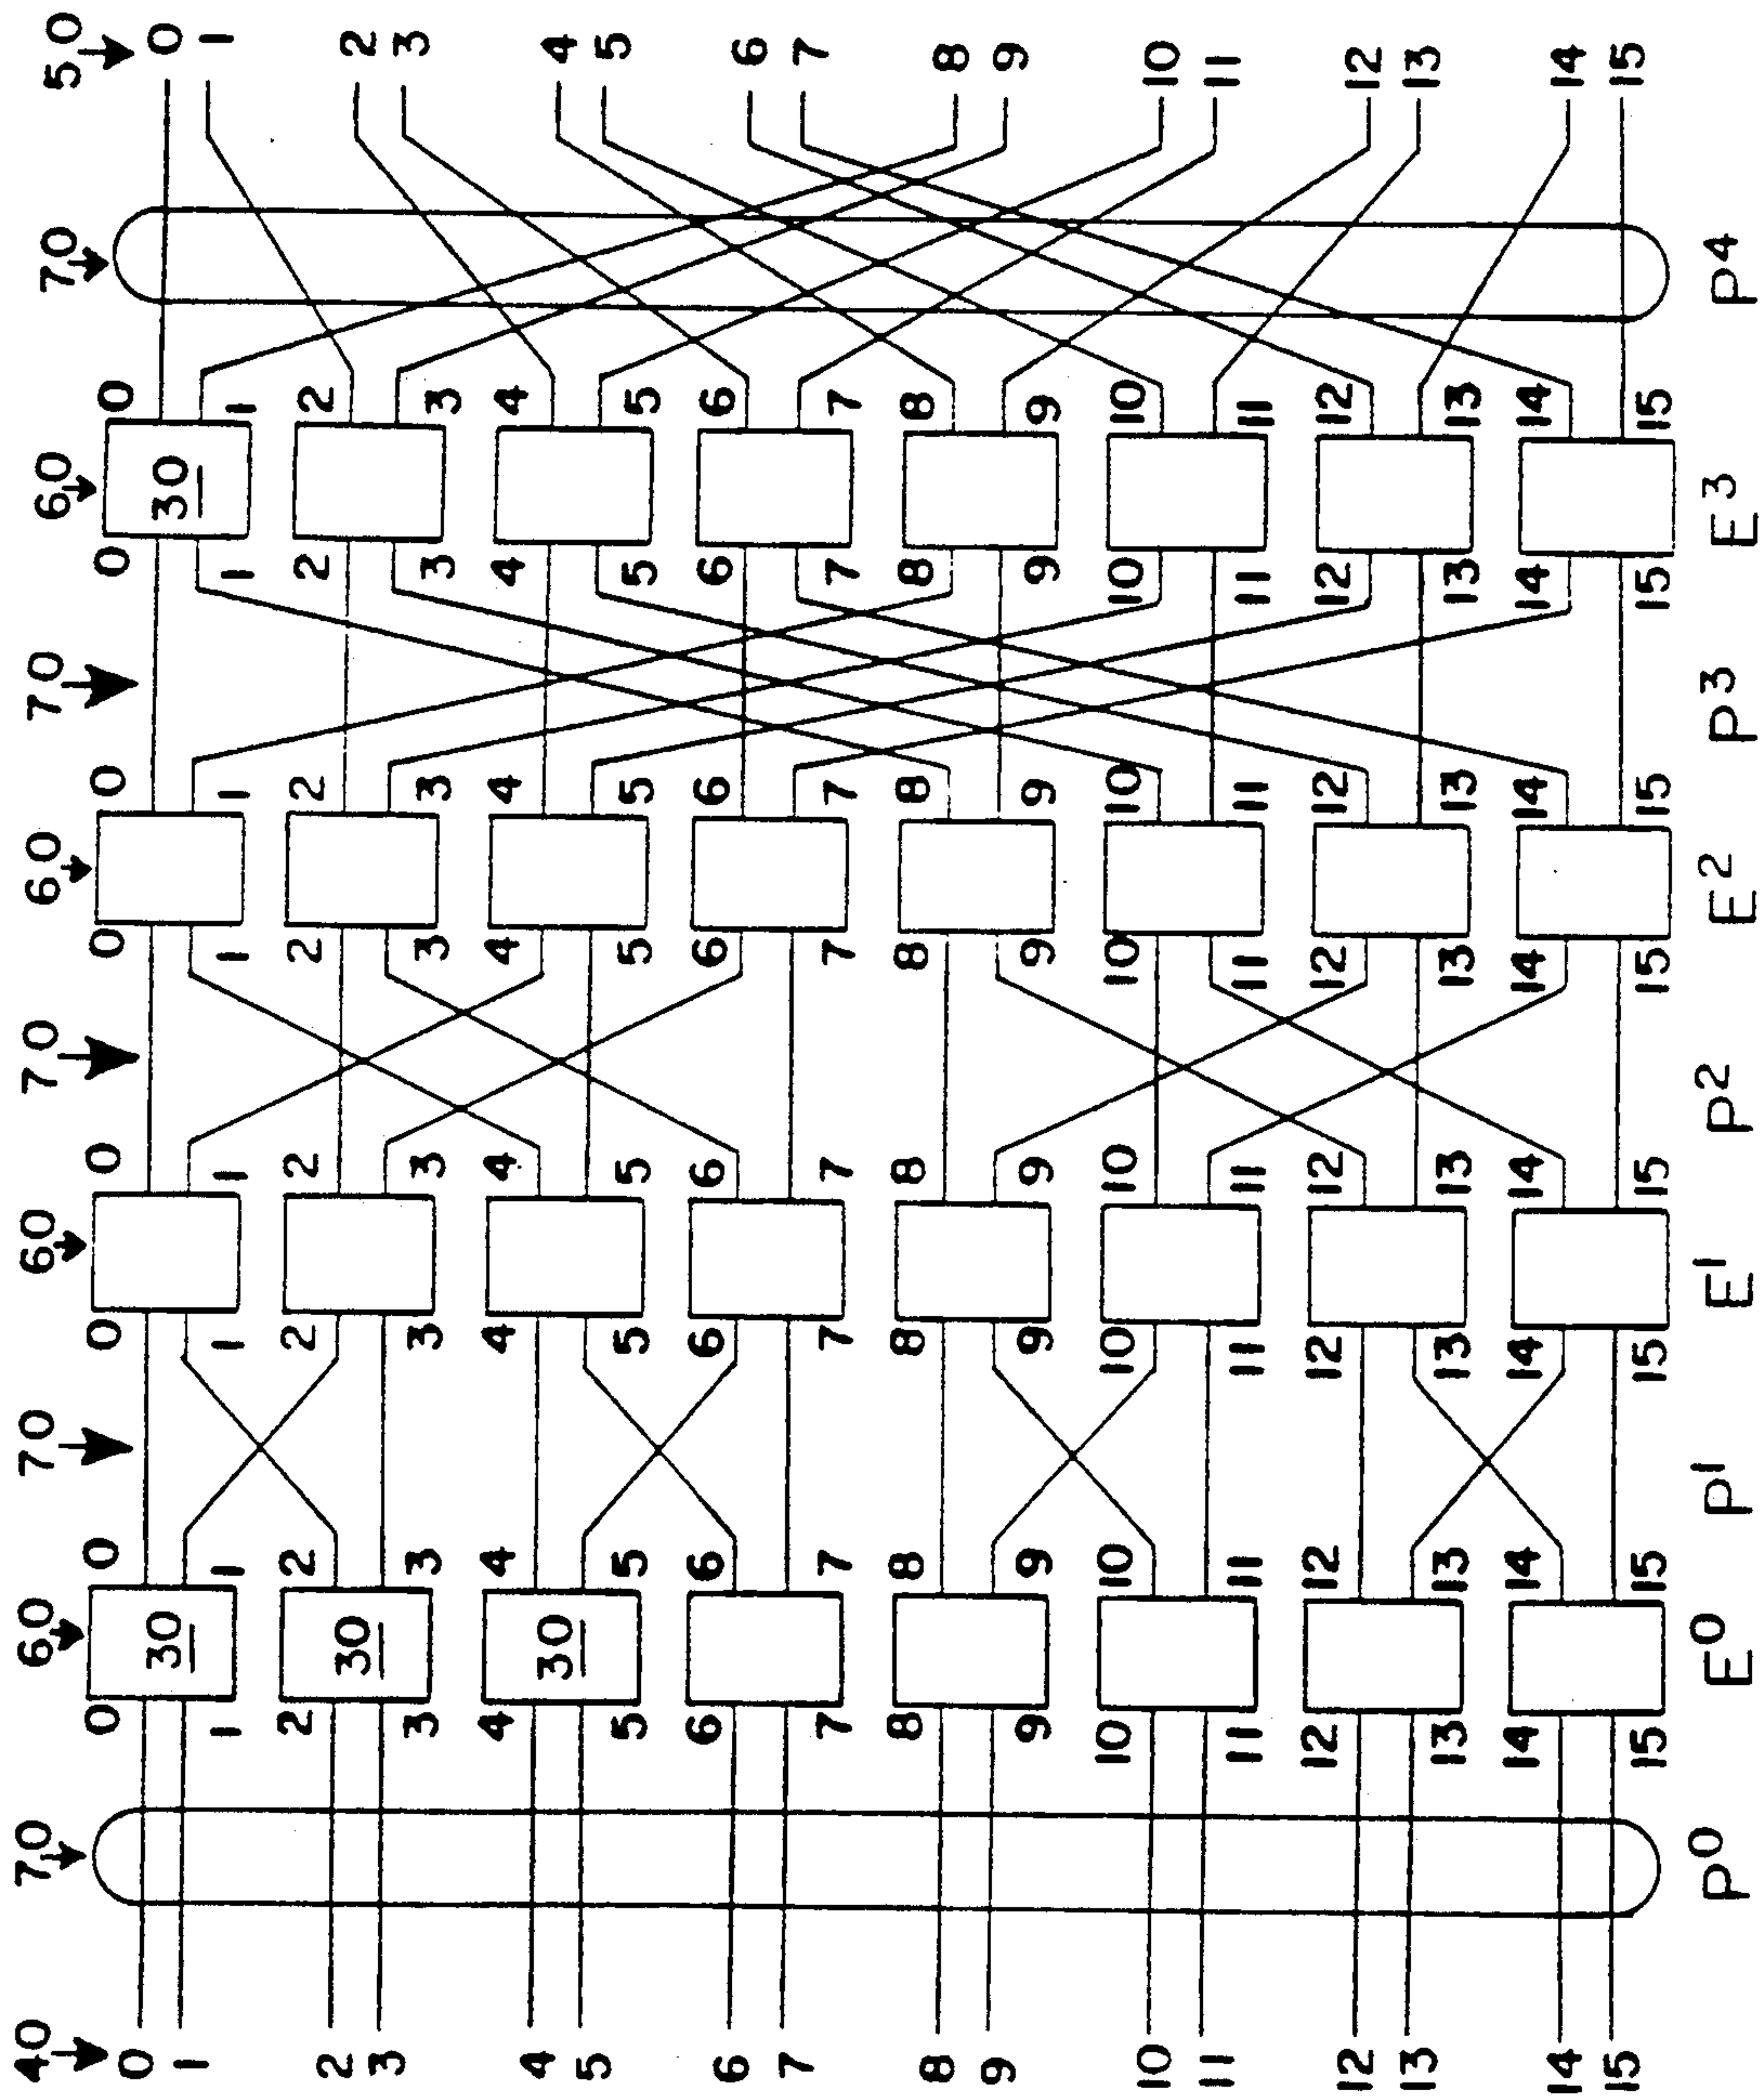 40 70 60 70 60 70 60 70 60 70 50
0 0 0 0 0 0 0 0 0 0
30 30
1 1 1 1 1 1 1 1 1 1
2 2 2 2 2 2 2 2 2 2
30
3 3 3 3 3 3 3 3 3 3
4 4 4 4 4 4 4 4 4 4
30
5 5 5 5 5 5 5 5 5 5
6 6 6 6 6 6 6 6 6 6
7 7 7 7 7 7 7 7 7 7
8 8 8 8 8 8 8 8 8 8
9 9 9 9 9 9 9 9 9 9
10 10 10 10 10 10 10 10 10 10
11 11 11 11 11 11 11 11 11 11
12 12 12 12 12 12 12 12 12 12
13 13 13 13 13 13 13 13 13 13
14 14 14 14 14 14 14 14 14 14
15 15 15 15 15 15 15 15 15 15
P⁰ E⁰ P¹ E¹ P² E² P³ E³ P⁴